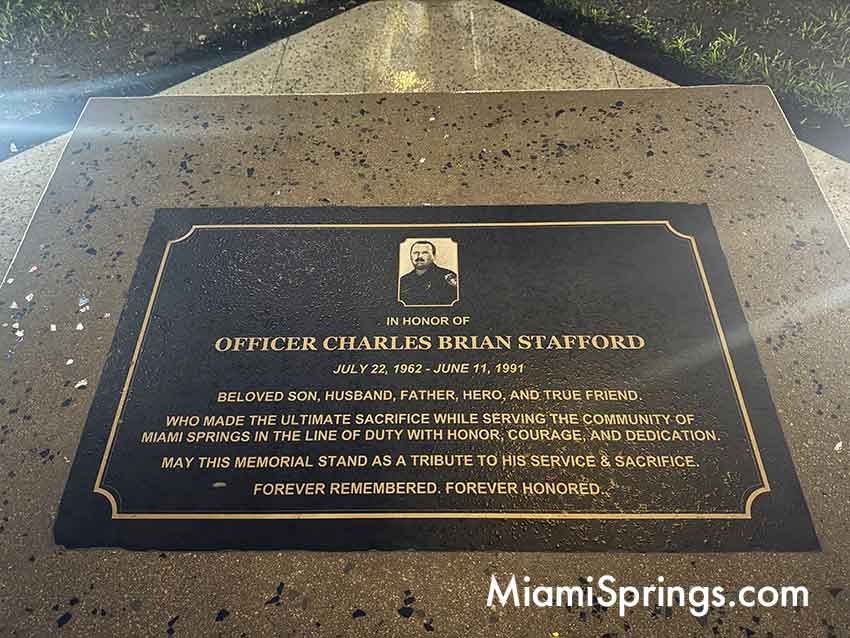 IN HONOR OF
OFFICER CHARLES BRIAN STAFFORD
JULY 22, 1962 - JUNE 11, 1991
BELOVED SON, HUSBAND, FATHER, HERO, AND TRUE FRIEND.
WHO MADE THE ULTIMATE SACRIFICE WHILE SERVING THE COMMUNITY OF
MIAMI SPRINGS IN THE LINE OF DUTY WITH HONOR, COURAGE, AND DEDICATION.
MAY THIS MEMORIAL STAND AS A TRIBUTE TO HIS SERVICE & SACRIFICE.
FOREVER REMEMBERED. FOREVER HONORED.
MiamiSprings.com